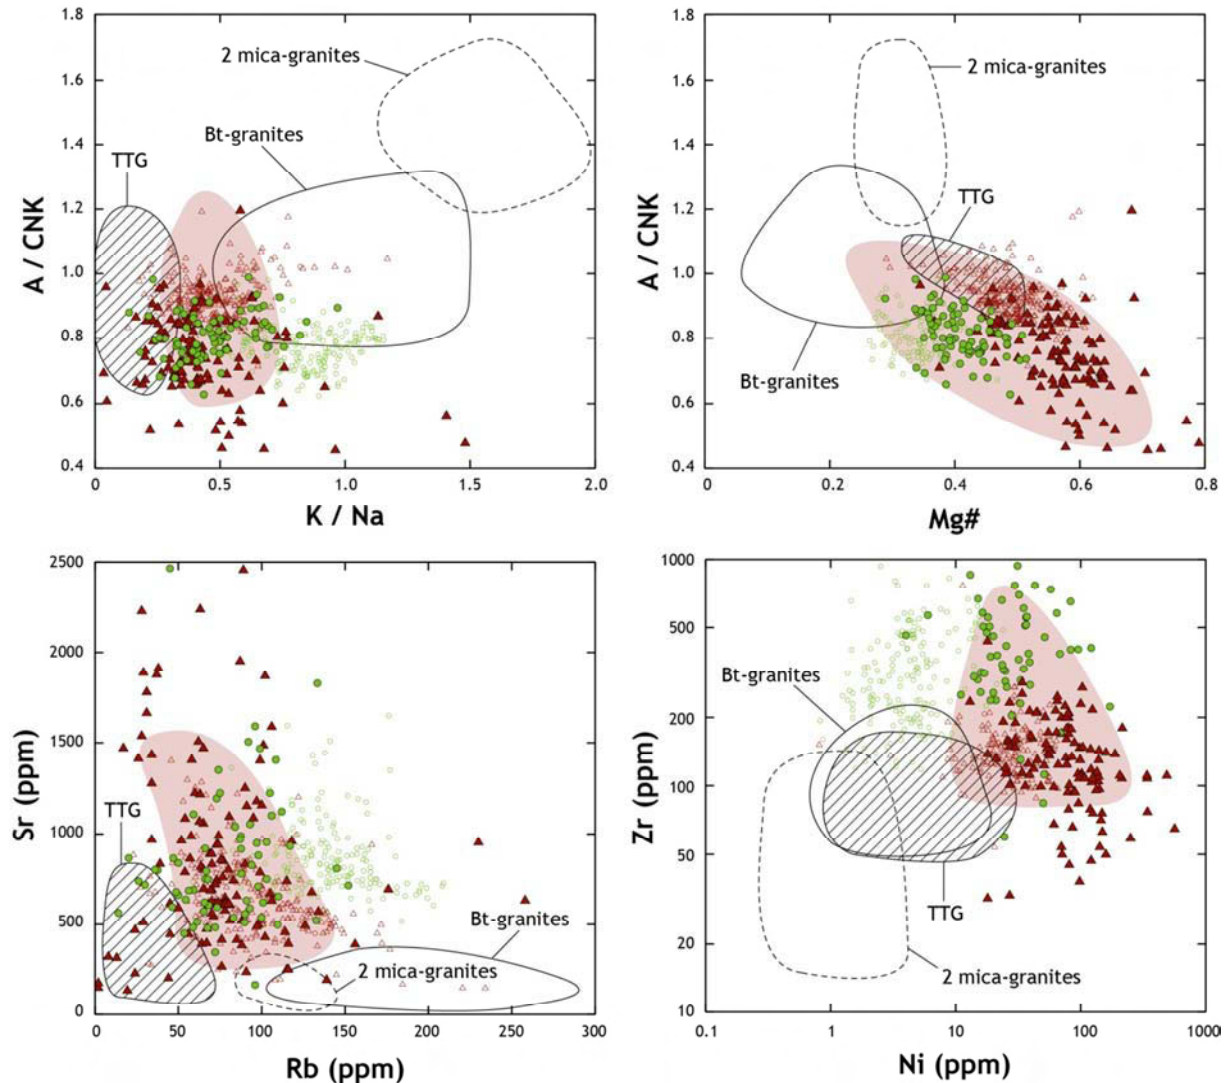 1.8
1.6
1.4
1.2
1.0
0.8
0.6
0.4
A / CNK
2 mica-granites
Bt-granites
TTG
0
0.5
1.0
1.5
2.0
K / Na
1.8
1.6
1.4
1.2
1.0
0.8
0.6
0.4
A / CNK
2 mica-granites
TTG
Bt-granites
0
0.2
0.4
0.6
0.8
Mg#
2500
2000
1500
1000
500
0
Sr (ppm)
TTG
Bt-granites
2 mica-granites
0
50
100
150
200
250
300
Rb (ppm)
1000
500
200
100
50
20
10
Zr (ppm)
Bt-granites
TTG
2 mica-granites
0.1
1
10
100
1000
Ni (ppm)